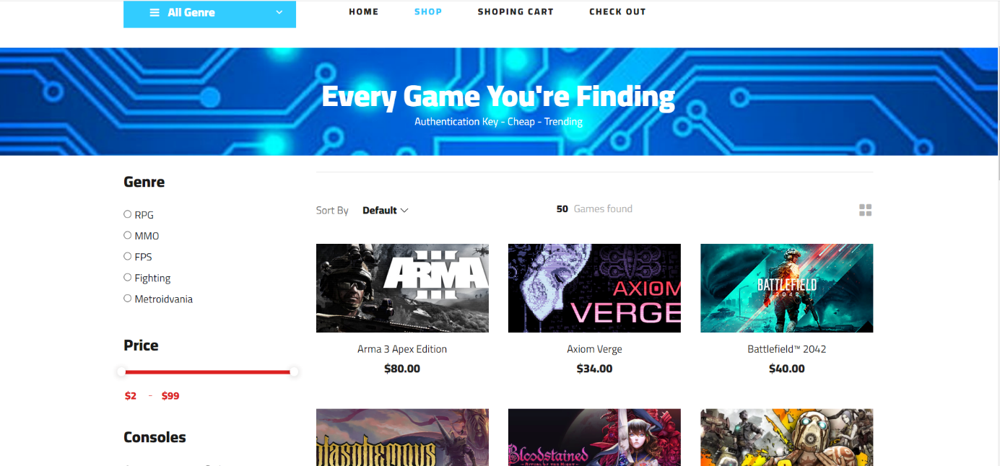 All Genre
HOME
SHOP
SHOPING CART
CHECK OUT
Every Game You're Finding
Authentication Key - Cheap - Trending
Genre
RPG
MMO
FPS
Fighting
Metroidvania
Price
$2 - $99
Consoles
Sort By Default
50 Games found
ARMA
III
AXIOM
VERGE
BATTLEFIELD
2042
Arma 3 Apex Edition
$80.00
Axiom Verge
$34.00
Battlefield™ 2042
$40.00
Blasphemous
Bloodstained
RITUAL OF THE NIGHT